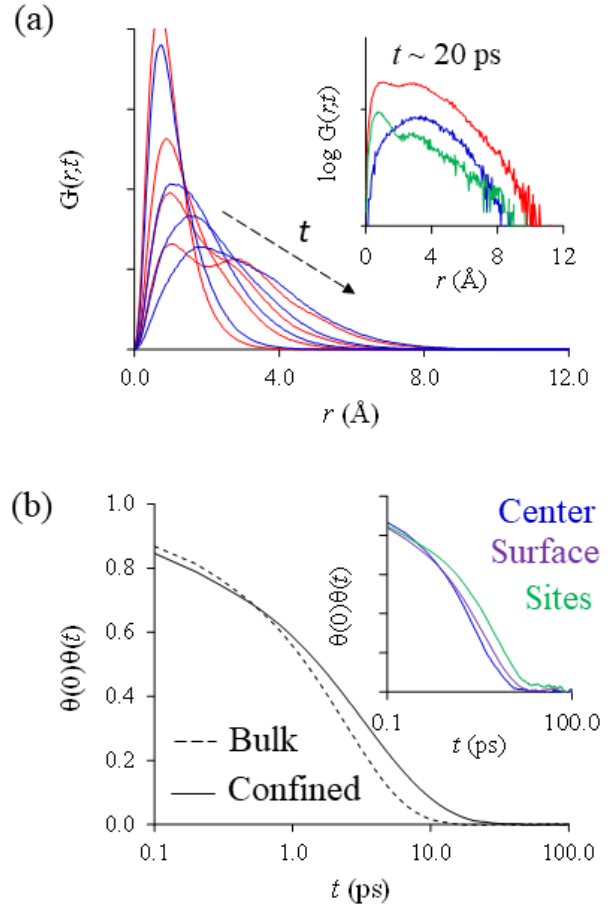 (a)
G(r,t)
t
0.0 4.0 8.0 12.0
r (Å)
t ~ 20 ps
log G(r,t)
0 4 8 12
r (Å)
(b)
θ(0)θ(t)
1.0
0.8
0.6
0.4
0.2
0.0
Bulk
Confined
0.1 1.0 10.0 100.0
t (ps)
Center
Surface
Sites
θ(0)θ(t)
0.1 100.0
t (ps)